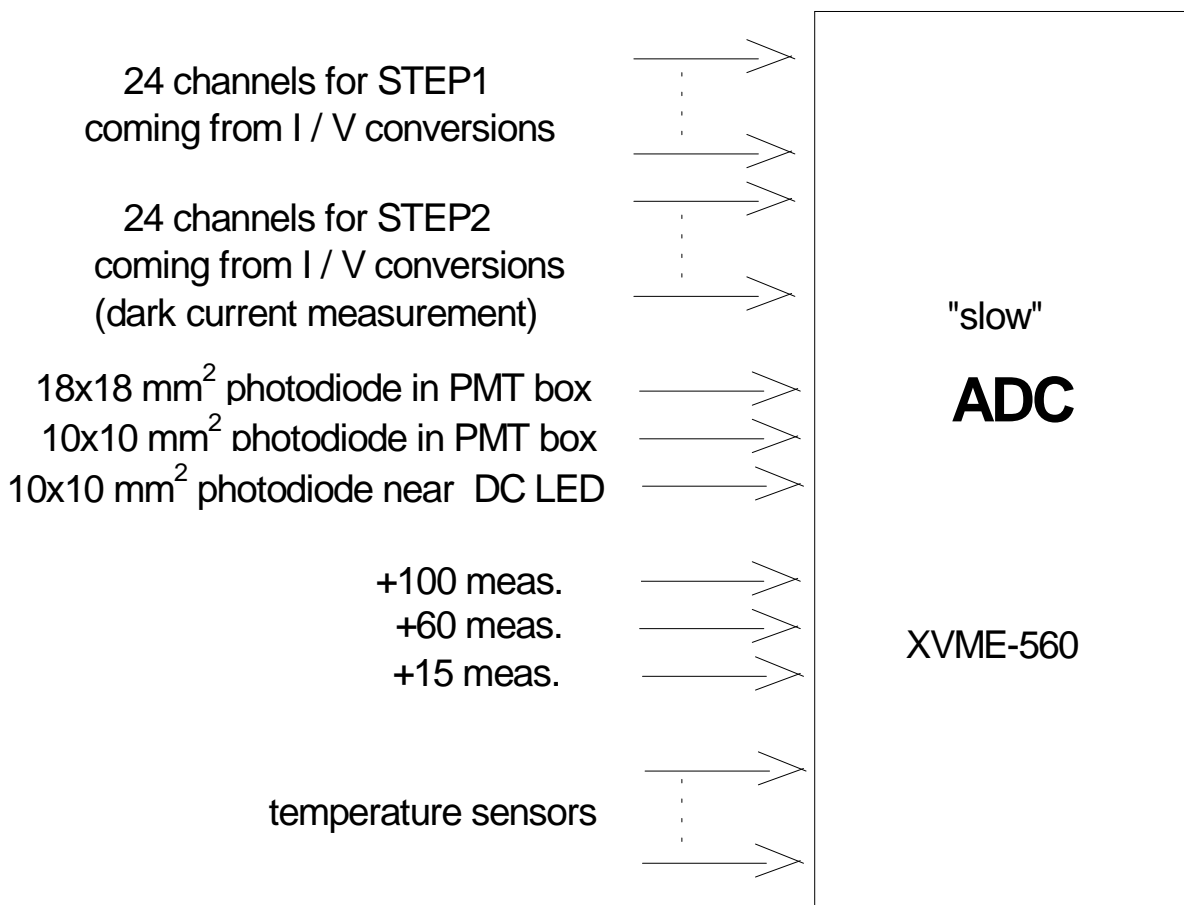 24 channels for STEP1
coming from I / V conversions
24 channels for STEP2
coming from I / V conversions
(dark current measurement)
18x18 mm² photodiode in PMT box
10x10 mm² photodiode in PMT box
10x10 mm² photodiode near DC LED
+100 meas.
+60 meas.
+15 meas.
temperature sensors
"slow"
ADC
XVME-560